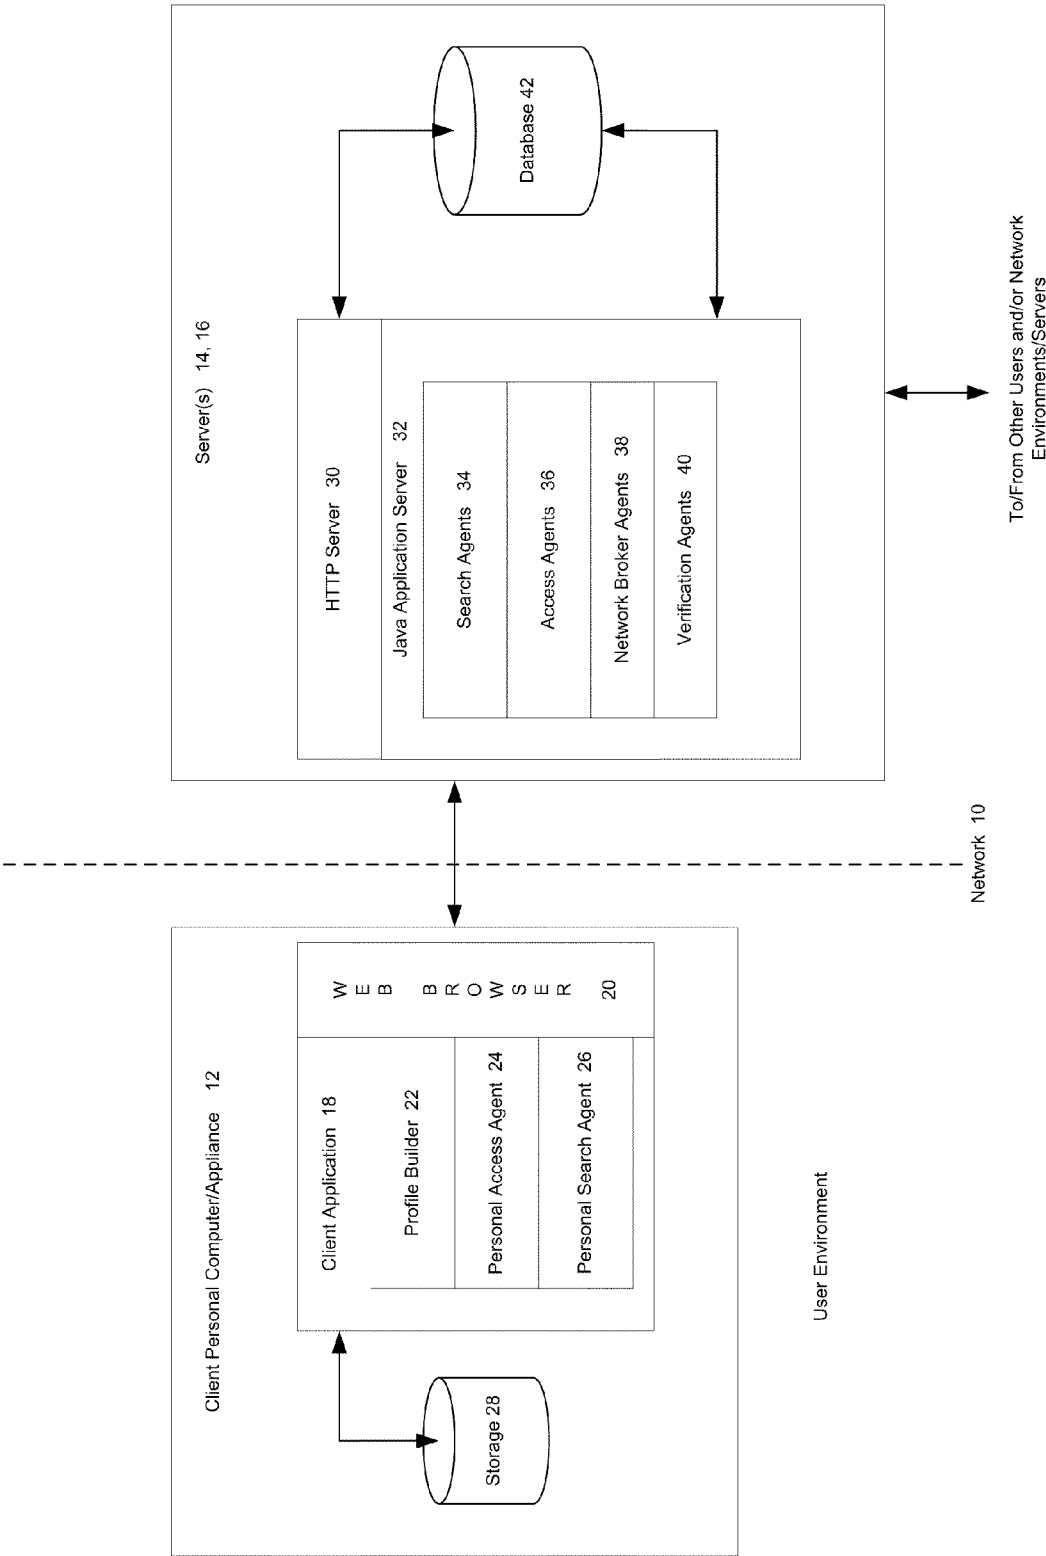 Client Personal Computer/Appliance 12
Client Application 18
Profile Builder 22
Personal Access Agent 24
Personal Search Agent 26
WEB BROWSER 20
Storage 28
User Environment
Network 10
Server(s) 14, 16
HTTP Server 30
Java Application Server 32
Search Agents 34
Access Agents 36
Network Broker Agents 38
Verification Agents 40
Database 42
To/From Other Users and/or Network
Environments/Servers